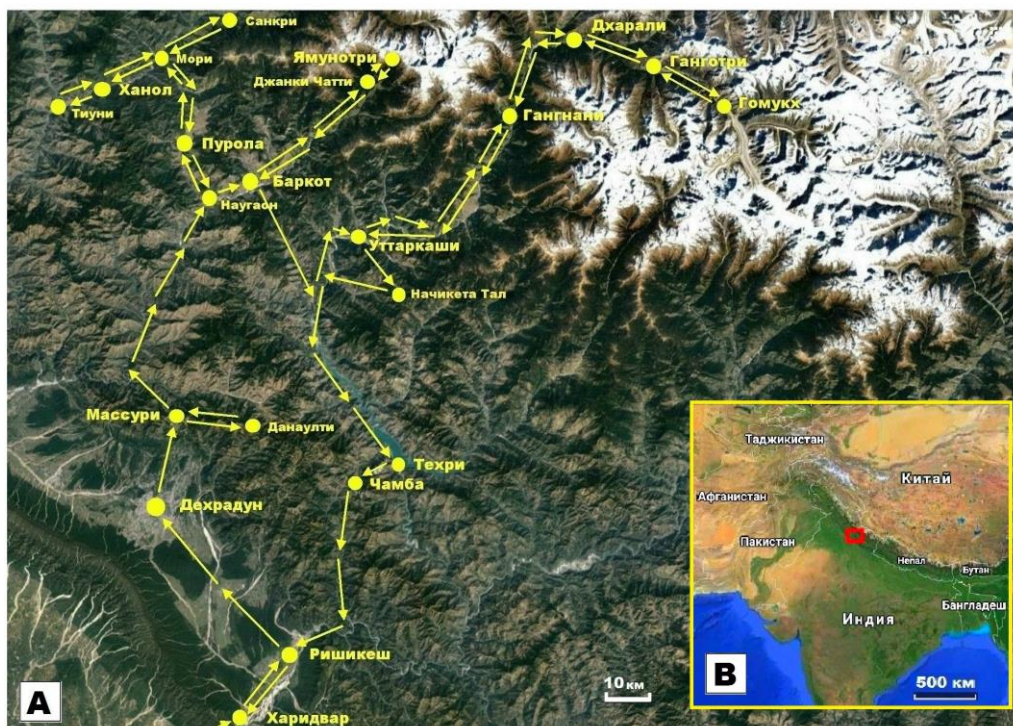 Санкри
Дхарали
Мори
Ямунотри
Ганготри
Джанки Чатти
Ханол
Гомукх
Тиуни
Гангнани
Пурола
Баркот
Наугаон
Уттаркаши
Начикета Тал
Массури
Данаулти
Техри
Чамба
Дехрадун
Ришикеш
Харидвар
A
10 км
Таджикистан
Китай
Афганистан
Пакистан
Непал
Бутан
Бангладеш
Индия
B
500 км